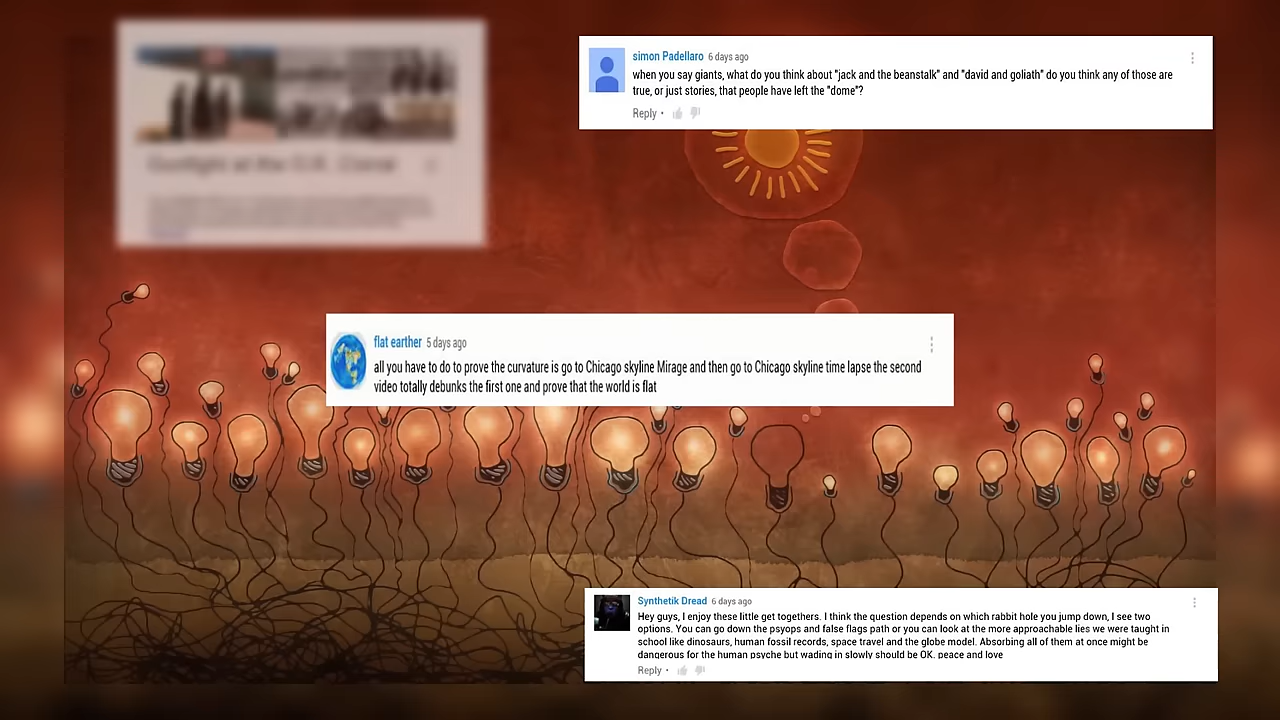 simon Padellaro 6 days ago
when you say giants, what do you think about "jack and the beanstalk" and "david and goliath" do you think any of those are
true, or just stories, that people have left the "dome"?
Reply •
flat earther 5 days ago
all you have to do to prove the curvature is go to Chicago skyline Mirage and then go to Chicago skyline time lapse the second
video totally debunks the first one and prove that the world is flat
Synthetik Dread 6 days ago
Hey guys, I enjoy these little get togethers. I think the question depends on which rabbit hole you jump down, I see two
options. You can go down the psyops and false flags path or you can look at the more approachable lies we were taught in
school like dinosaurs, human fossil records, space travel and the globe model. Absorbing all of them at once might be
dangerous for the human psyche but wading in slowly should be OK. peace and love
Reply •